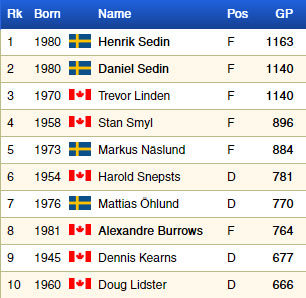 Rk Born Name Pos GP
1 1980 Henrik Sedin F 1163
2 1980 Daniel Sedin F 1140
3 1970 Trevor Linden F 1140
4 1958 Stan Smyl F 896
5 1973 Markus Näslund F 884
6 1954 Harold Snepsts D 781
7 1976 Mattias Öhlund D 770
8 1981 Alexandre Burrows F 764
9 1945 Dennis Kearns D 677
10 1960 Doug Lidster D 666